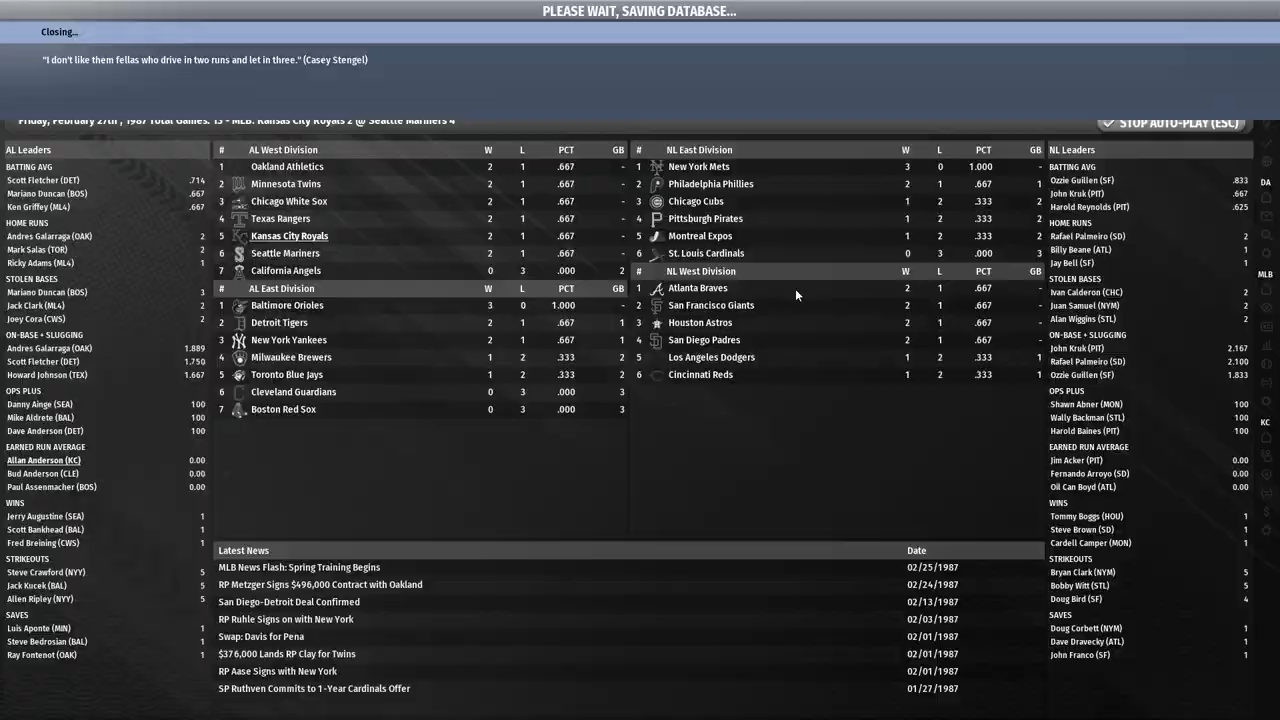 PLEASE WAIT, SAVING DATABASE...
Closing...
"I don't like them fellas who drive in two runs and let in three." (Casey Stengel)
Friday, February 27th, 1987 Total Games: 13 - MLB: Kansas City Royals 2 @ Seattle Mariners 4
STOP AUTO-PLAY (ESC)
AL Leaders
BATTING AVG
Scott Fletcher (DET) .714
Mariano Duncan (BOS) .667
Ken Griffey (ML4) .667
HOME RUNS
Andres Galarraga (OAK) 2
Mark Salas (TOR) 2
Ricky Adams (ML4) 1
STOLEN BASES
Mariano Duncan (BOS) 3
Jack Clark (ML4) 2
Joey Cora (CWS) 2
ON-BASE + SLUGGING
Andres Galarraga (OAK) 1.889
Scott Fletcher (DET) 1.750
Howard Johnson (TEX) 1.667
OPS PLUS
Danny Ainge (SEA) 100
Mike Aldrete (BAL) 100
Dave Anderson (DET) 100
EARNED RUN AVERAGE
Allan Anderson (KC) 0.00
Bud Anderson (CLE) 0.00
Paul Assenmacher (BOS) 0.00
WINS
Jerry Augustine (SEA) 1
Scott Bankhead (BAL) 1
Fred Breining (CWS) 1
STRIKEOUTS
Steve Crawford (NYY) 5
Jack Kucek (BAL) 5
Allen Ripley (NYY) 5
SAVES
Luis Aponte (MIN) 1
Steve Bedrosian (BAL) 1
Ray Fontenot (OAK) 1
# AL West Division W L PCT GB
1 Oakland Athletics 2 1 .667 -
2 Minnesota Twins 2 1 .667 -
3 Chicago White Sox 2 1 .667 -
4 Texas Rangers 2 1 .667 -
5 Kansas City Royals 2 1 .667 -
6 Seattle Mariners 2 1 .667 -
7 California Angels 0 3 .000 2
# AL East Division W L PCT GB
1 Baltimore Orioles 3 0 1.000 -
2 Detroit Tigers 2 1 .667 1
3 New York Yankees 2 1 .667 1
4 Milwaukee Brewers 1 2 .333 2
5 Toronto Blue Jays 1 2 .333 2
6 Cleveland Guardians 0 3 .000 3
7 Boston Red Sox 0 3 .000 3
# NL East Division W L PCT GB
1 New York Mets 3 0 1.000 -
2 Philadelphia Phillies 2 1 .667 1
3 Chicago Cubs 1 2 .333 2
4 Pittsburgh Pirates 1 2 .333 2
5 Montreal Expos 1 2 .333 2
6 St. Louis Cardinals 0 3 .000 3
# NL West Division W L PCT GB
1 Atlanta Braves 2 1 .667 -
2 San Francisco Giants 2 1 .667 -
3 Houston Astros 2 1 .667 -
4 San Diego Padres 2 1 .667 -
5 Los Angeles Dodgers 1 2 .333 1
6 Cincinnati Reds 1 2 .333 1
Latest News Date
MLB News Flash: Spring Training Begins 02/25/1987
RP Metzger Signs $496,000 Contract with Oakland 02/24/1987
San Diego-Detroit Deal Confirmed 02/13/1987
RP Ruhle Signs on with New York 02/03/1987
Swap: Davis for Pena 02/01/1987
$376,000 Lands RP Clay for Twins 02/01/1987
RP Aase Signs with New York 02/01/1987
SP Ruthven Commits to 1-Year Cardinals Offer 01/27/1987
NL Leaders
BATTING AVG
Ozzie Guillen (SF) .833
John Kruk (PIT) .667
Harold Reynolds (PIT) .625
HOME RUNS
Rafael Palmeiro (SD) 2
Billy Beane (ATL) 1
Jay Bell (SF) 1
STOLEN BASES
Ivan Calderon (CHC) 2
Juan Samuel (NYM) 2
Alan Wiggins (STL) 2
ON-BASE + SLUGGING
John Kruk (PIT) 2.167
Rafael Palmeiro (SD) 2.100
Ozzie Guillen (SF) 1.833
OPS PLUS
Shawn Abner (MON) 100
Wally Backman (STL) 100
Harold Baines (PIT) 100
EARNED RUN AVERAGE
Jim Acker (PIT) 0.00
Fernando Arroyo (SD) 0.00
Oil Can Boyd (ATL) 0.00
WINS
Tommy Boggs (HOU) 1
Steve Brown (SD) 1
Cardell Camper (MON) 1
STRIKEOUTS
Bryan Clark (NYM) 5
Bobby Witt (STL) 5
Doug Bird (SF) 4
SAVES
Doug Corbett (NYM) 1
Dave Dravecky (ATL) 1
John Franco (SF) 1
DA
MLB
KC